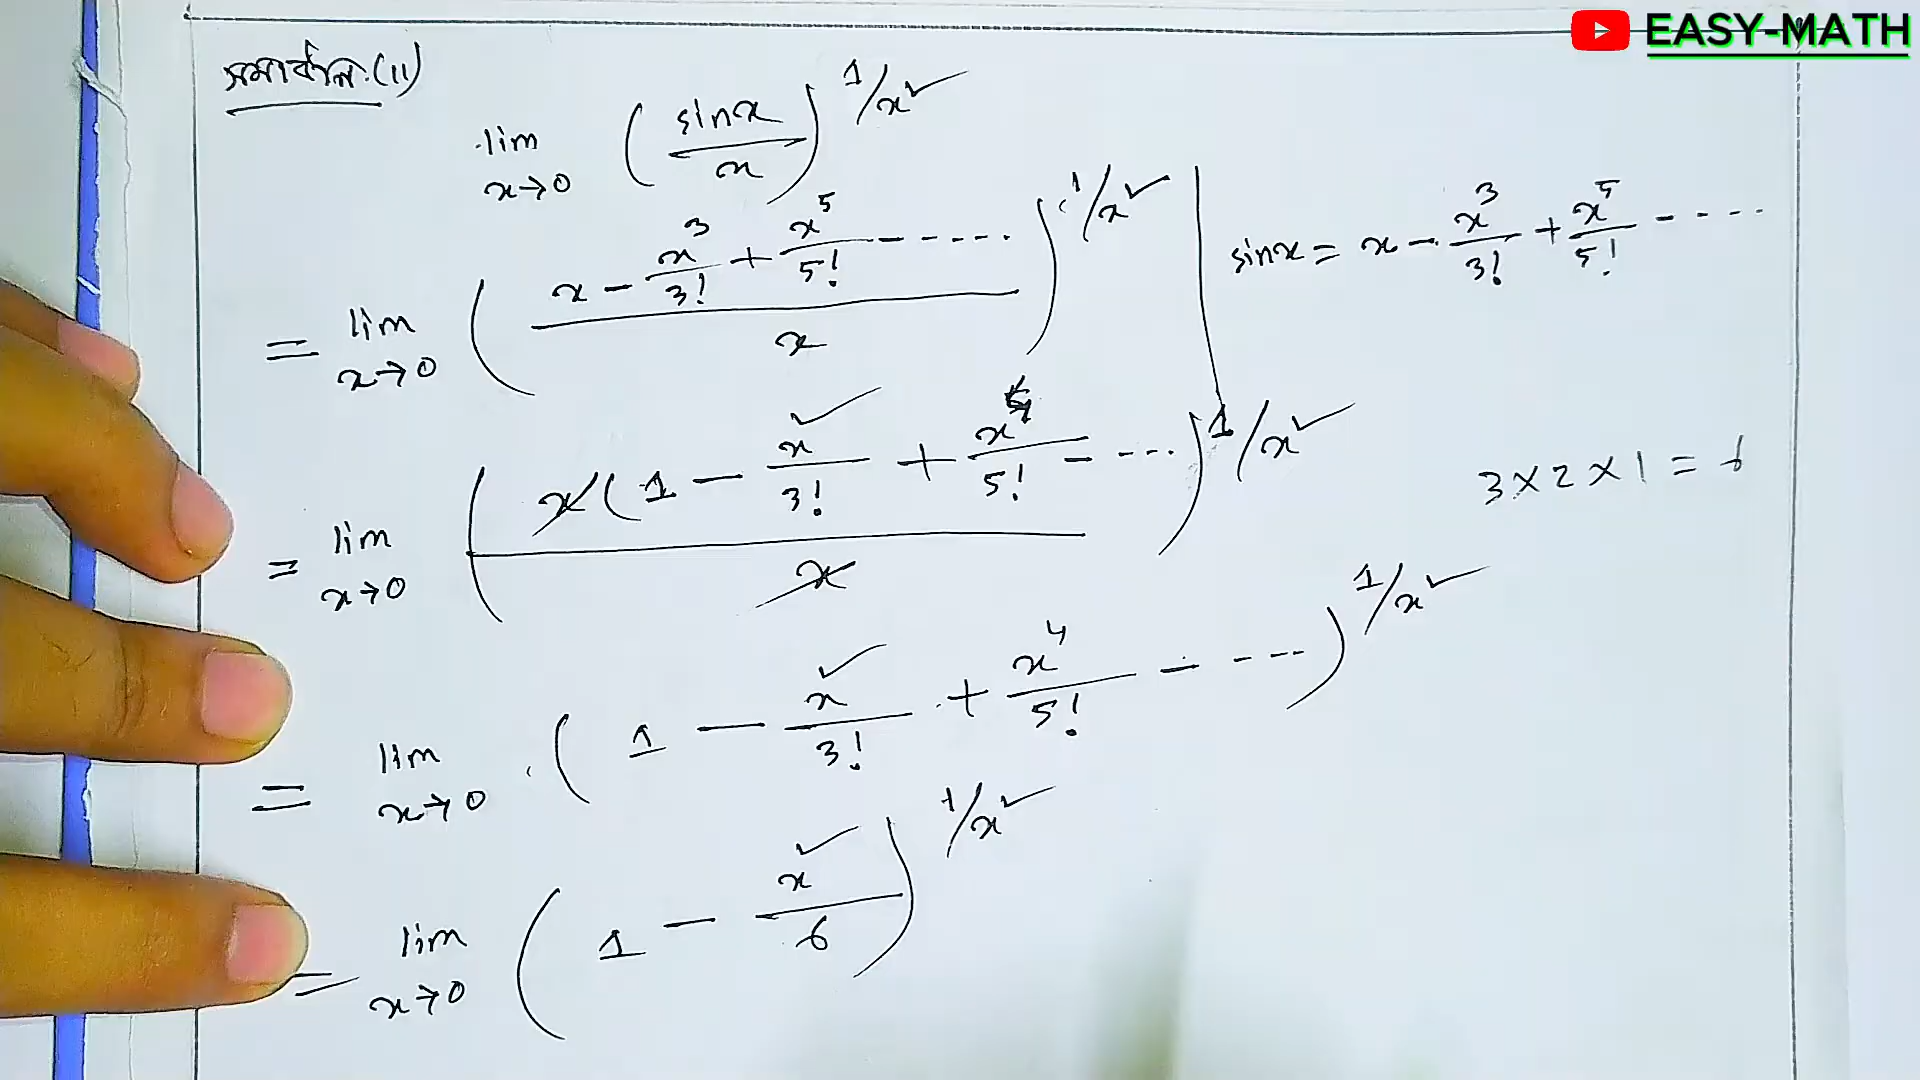 EASY-MATH
সমাধান:(11)
lim x→0 (sinx/x)^1/x²
= lim x→0 ((x - x³/3! + x⁵/5! - - - - -)/x)^1/x²
sinx = x - x³/3! + x⁵/5! - - - - -
= lim x→0 (x(1 - x²/3! + x⁴/5! - - - -)/x)^1/x²
3×2×1 = 6
= lim x→0 (1 - x²/3! + x⁴/5! - - - -)^1/x²
= lim x→0 (1 - x²/6)^1/x²